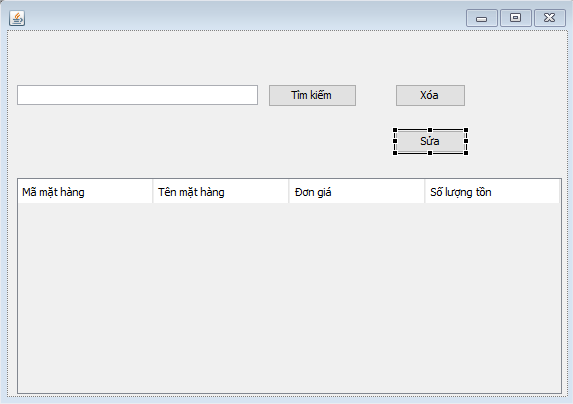 Tìm kiếm
Xóa
Sửa
Mã mặt hàng
Tên mặt hàng
Đơn giá
Số lượng tồn